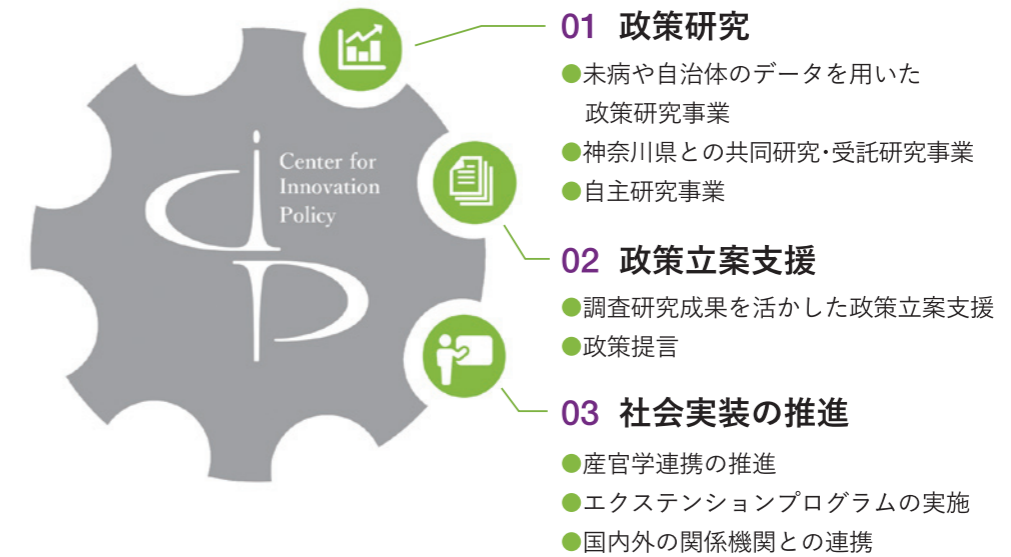 Center for
Innovation
Policy
01 政策研究
●未病や自治体のデータを用いた
政策研究事業
●神奈川県との共同研究・受託研究事業
●自主研究事業
02 政策立案支援
●調査研究成果を活かした政策立案支援
●政策提言
03 社会実装の推進
●産官学連携の推進
●エクステンションプログラムの実施
●国内外の関係機関との連携